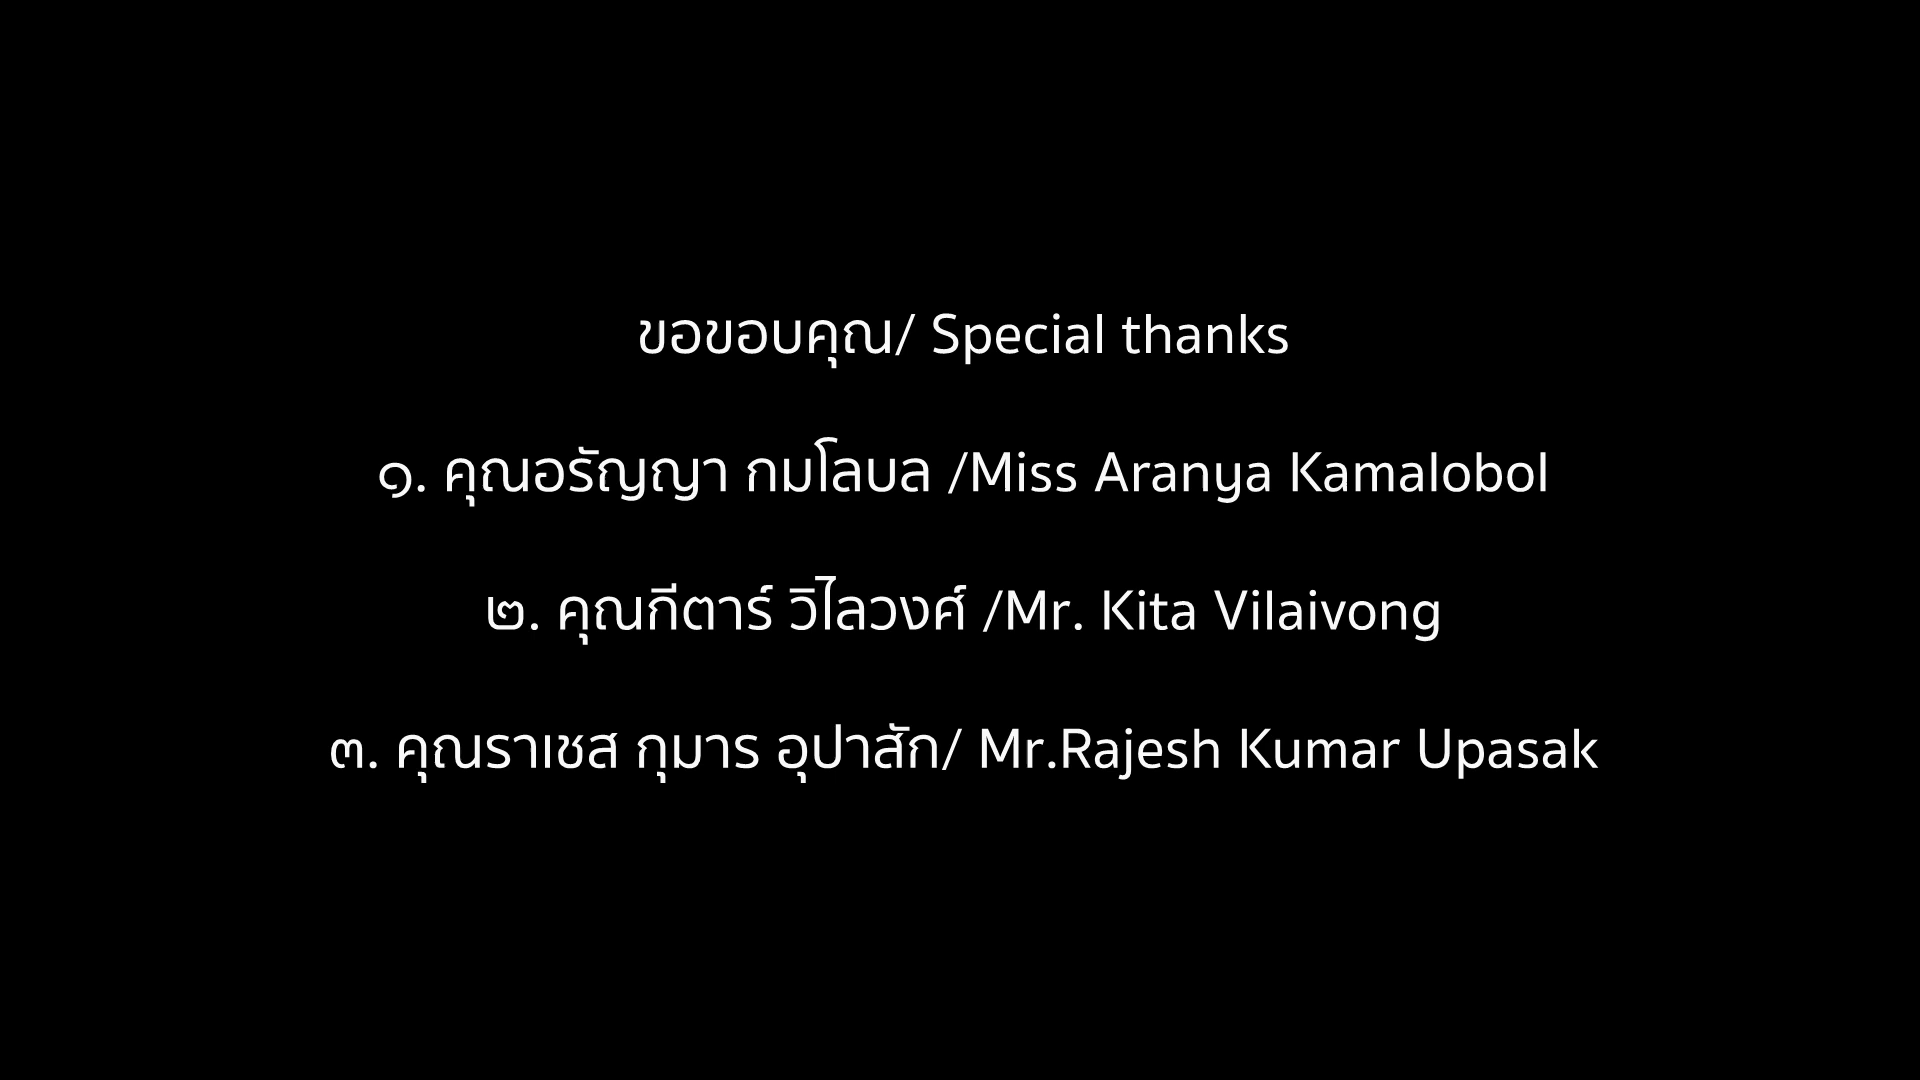 ขอขอบคุณ/ Special thanks
๑. คุณอรัญญา กมโลบล /Miss Aranya Kamalobol
๒. คุณกีตาร์ วิไลวงศ์ /Mr. Kita Vilaivong
๓. คุณราเชส กุมาร อุปาสัก/ Mr.Rajesh Kumar Upasak